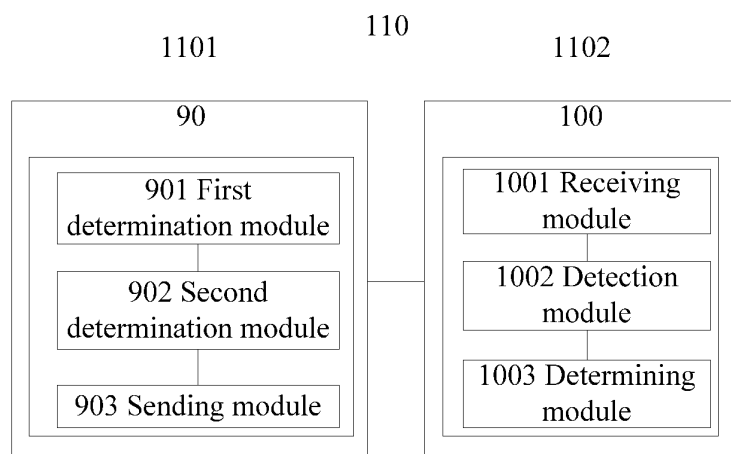 110
1101
1102
90
901 First
determination module
902 Second
determination module
903 Sending module
100
1001 Receiving
module
1002 Detection
module
1003 Determining
module